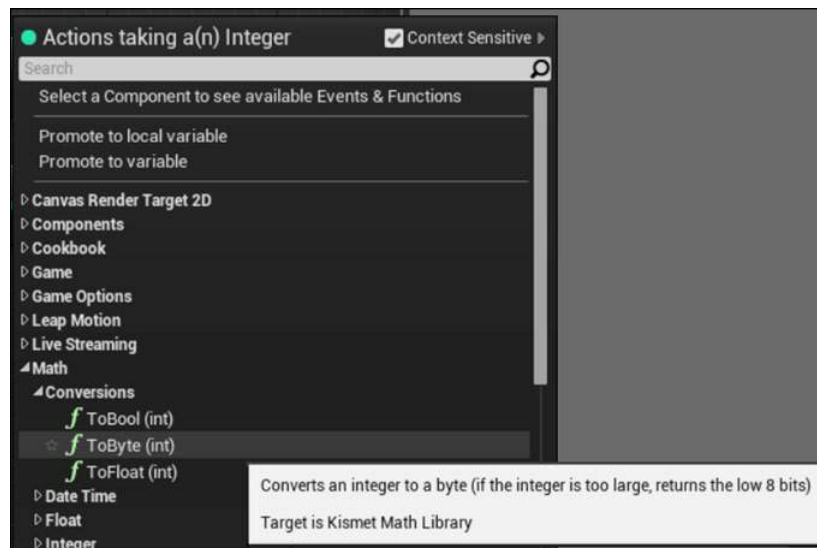 Actions taking a(n) Integer
Context Sensitive
Search
Select a Component to see available Events & Functions
Promote to local variable
Promote to variable
Canvas Render Target 2D
Components
Cookbook
Game
Game Options
Leap Motion
Live Streaming
Math
Conversions
f ToBool (int)
f ToByte (int)
f ToFloat (int)
Converts an integer to a byte (if the integer is too large, returns the low 8 bits)
Target is Kismet Math Library
Date Time
Float
Integer